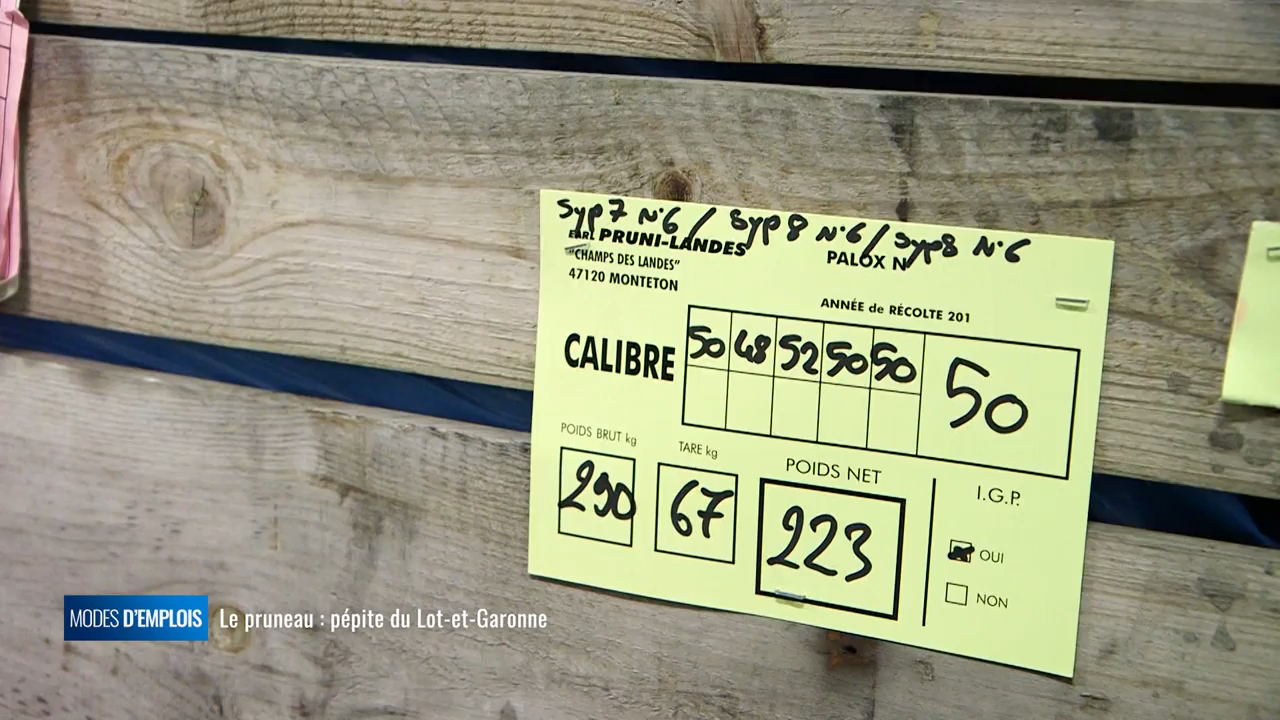 Syp7 N°6 / Syp8 N°6 / Syp8 N°6
EARL PRUNI-LANDES
"CHAMPS DES LANDES"
47120 MONTETON
PALOX N
ANNÉE de RÉCOLTE 201
CALIBRE
50 48 52 50 50 50
POIDS BRUT kg
TARE kg
POIDS NET
I.G.P.
290 67 223
OUI
NON
MODES D'EMPLOIS Le pruneau : pépite du Lot-et-Garonne